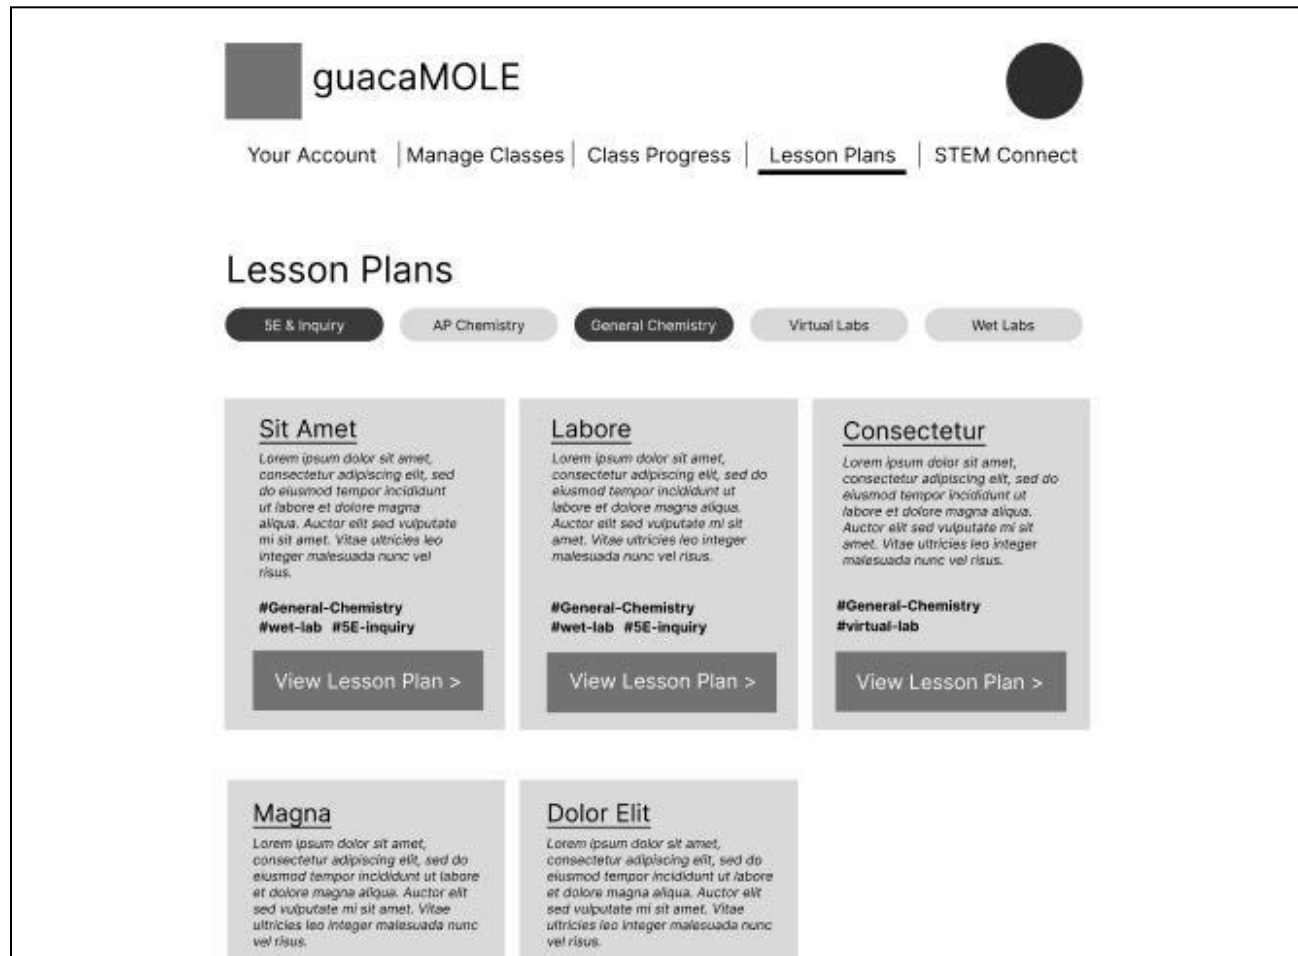 guacaMOLE
Your Account
Manage Classes
Class Progress
Lesson Plans
STEM Connect
Lesson Plans
5E & Inquiry
AP Chemistry
General Chemistry
Virtual Labs
Wet Labs
Sit Amet
Lorem ipsum dolor sit amet,
consectetur adipiscing elit, sed
do eiusmod tempor incididunt
ut labore et dolore magna
aliqua. Auctor elit sed vulputate
mi sit amet. Vitae ultricies leo
integer malesuada nunc vel
risus.
#General-Chemistry
#wet-lab #5E-inquiry
View Lesson Plan >
Labore
Lorem ipsum dolor sit amet,
consectetur adipiscing elit, sed do
eiusmod tempor incididunt ut
labore et dolore magna aliqua.
Auctor elit sed vulputate mi sit
amet. Vitae ultricies leo integer
malesuada nunc vel risus.
#General-Chemistry
#wet-lab #5E-inquiry
View Lesson Plan >
Consectetur
Lorem ipsum dolor sit amet,
consectetur adipiscing elit, sed do
eiusmod tempor incididunt ut
labore et dolore magna aliqua.
Auctor elit sed vulputate mi sit
amet. Vitae ultricies leo integer
malesuada nunc vel risus.
#General-Chemistry
#virtual-lab
View Lesson Plan >
Magna
Lorem ipsum dolor sit amet,
consectetur adipiscing elit, sed do
eiusmod tempor incididunt ut labore
et dolore magna aliqua. Auctor elit
sed vulputate mi sit amet. Vitae
ultricies leo integer malesuada nunc
vel risus.
Dolor Elit
Lorem ipsum dolor sit amet,
consectetur adipiscing elit, sed do
eiusmod tempor incididunt ut labore
et dolore magna aliqua. Auctor elit
sed vulputate mi sit amet. Vitae
ultricies leo integer malesuada nunc
vel risus.